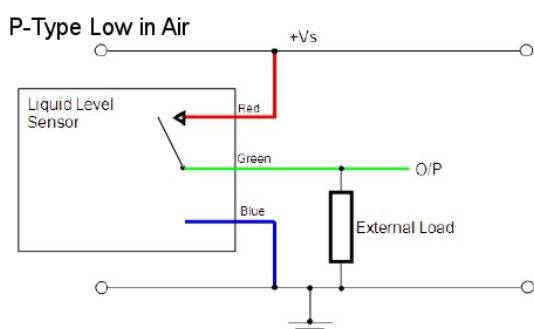 P-Type Low in Air
+Vs
Liquid Level
Sensor
Red
Green
O/P
Blue
External Load